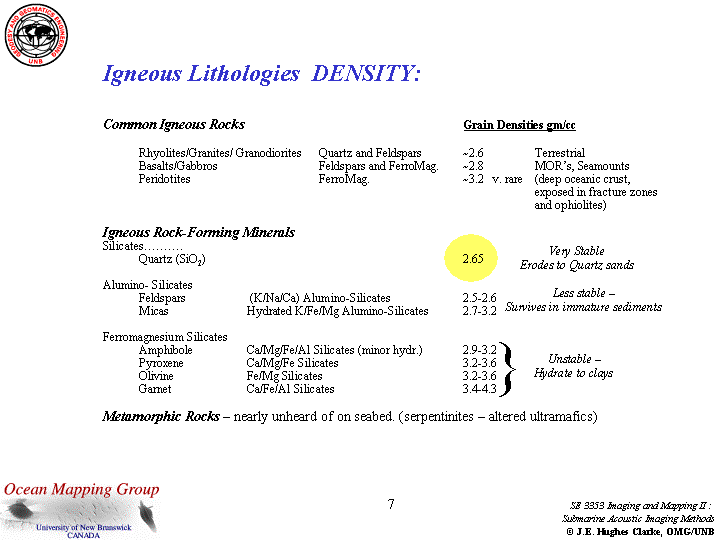 GEODESY AND GEOMATICS ENGINEERING
UNB
Igneous Lithologies DENSITY:
Common Igneous Rocks Grain Densities gm/cc
Rhyolites/Granites/ Granodiorites Quartz and Feldspars ~2.6 Terrestrial
Basalts/Gabbros Feldspars and FerroMag. ~2.8 MOR's, Seamounts
Peridotites FerroMag. ~3.2 v. rare (deep oceanic crust,
exposed in fracture zones
and ophiolites)
Igneous Rock-Forming Minerals
Silicates..........
Quartz (SiO2) 2.65 Very Stable
Erodes to Quartz sands
Alumino- Silicates
Feldspars (K/Na/Ca) Alumino-Silicates 2.5-2.6 Less stable –
Micas Hydrated K/Fe/Mg Alumino-Silicates 2.7-3.2 Survives in immature sediments
Ferromagnesium Silicates
Amphibole Ca/Mg/Fe/Al Silicates (minor hydr.) 2.9-3.2
Pyroxene Ca/Mg/Fe Silicates 3.2-3.6 Unstable –
Olivine Fe/Mg Silicates 3.2-3.6 Hydrate to clays
Garnet Ca/Fe/Al Silicates 3.4-4.3
Metamorphic Rocks – nearly unheard of on seabed. (serpentinites – altered ultramafics)
Ocean Mapping Group
University of New Brunswick
CANADA
7
SE 3353 Imaging and Mapping II :
Submarine Acoustic Imaging Methods
© J.E. Hughes Clarke, OMG/UNB